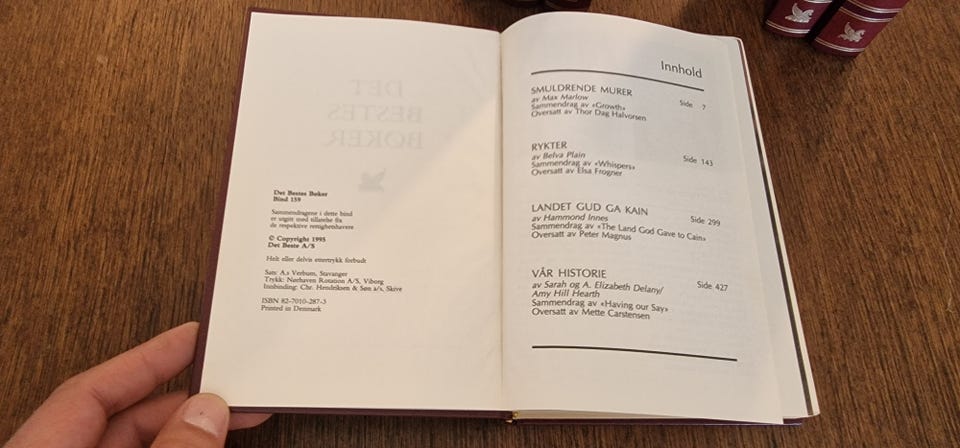 Det Bestes Bøker
Bind 159
Sammendragene i dette bind
er utgitt med tillatelse fra
de respektive rettighetshavere
© Copyright 1995
Det Beste A/S
Helt eller delvis ettertrykk forbudt
Sats: A.s Verbum, Stavanger
Trykk: Nørhaven Rotation A/S, Viborg
Innbinding: Chr. Hendriksen & Søn a/s, Skive
ISBN 82-7010-287-3
Printed in Denmark
DET
BESTES
BØKER
Innhold
SMULDRENDE MURER
av Max Marlow Side 7
Sammendrag av «Growth»
Oversatt av Thor Dag Halvorsen
RYKTER
av Belva Plain Side 143
Sammendrag av «Whispers»
Oversatt av Elsa Frogner
LANDET GUD GA KAIN
av Hammond Innes Side 299
Sammendrag av «The Land God Gave to Cain»
Oversatt av Peter Magnus
VÅR HISTORIE
av Sarah og A. Elizabeth Delany/ Side 427
Amy Hill Hearth
Sammendrag av «Having our Say»
Oversatt av Mette Carstensen